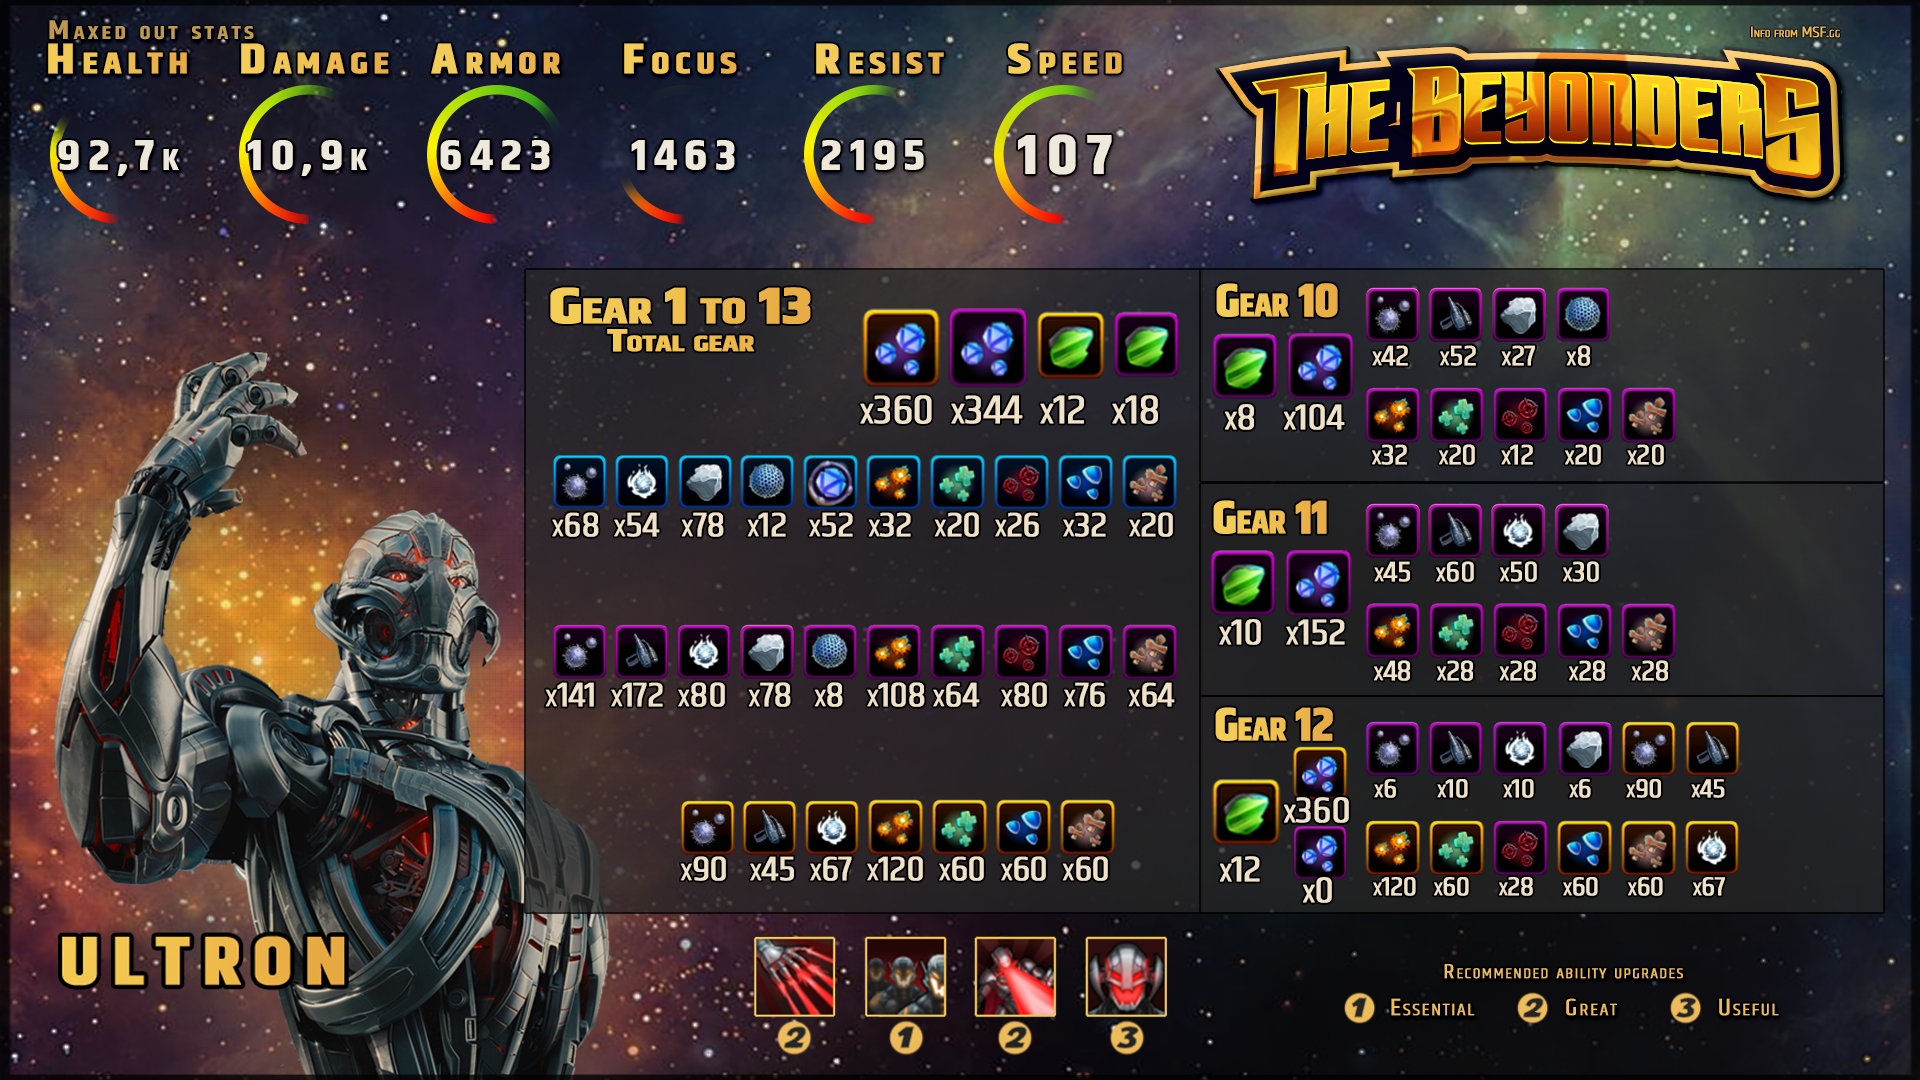 Maxed out stats
Health Damage Armor Focus Resist Speed
92,7k 10,9k 6423 1463 2195 107
Info from MSF.gg
The Beyonders
Gear 1 to 13
Total gear
x360 x344 x12 x18
x68 x54 x78 x12 x52 x32 x20 x26 x32 x20
x141 x172 x80 x78 x8 x108 x64 x80 x76 x64
x90 x45 x67 x120 x60 x60 x60
Gear 10
x8 x104
x42 x52 x27 x8
x32 x20 x12 x20 x20
Gear 11
x10 x152
x45 x60 x50 x30
x48 x28 x28 x28 x28
Gear 12
x12
x360
x0
x6 x10 x10 x6 x90 x45
x120 x60 x28 x60 x60 x67
ULTRON
2 1 2 3
Recommended ability upgrades
1 Essential 2 Great 3 Useful